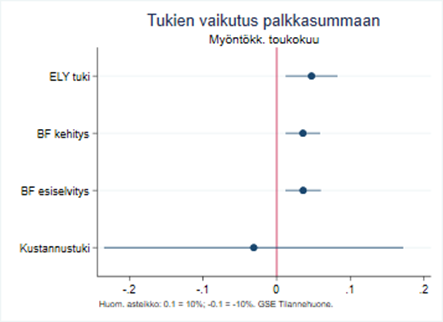 Tukien vaikutus palkkasummaan
Myöntökk. toukokuu
ELY tuki
BF kehitys
BF esiselvitys
Kustannustuki
-.2 -.1 0 .1 .2
Huom. asteikko: 0.1 = 10%; -0.1 = -10%. GSE Tilannehuone.